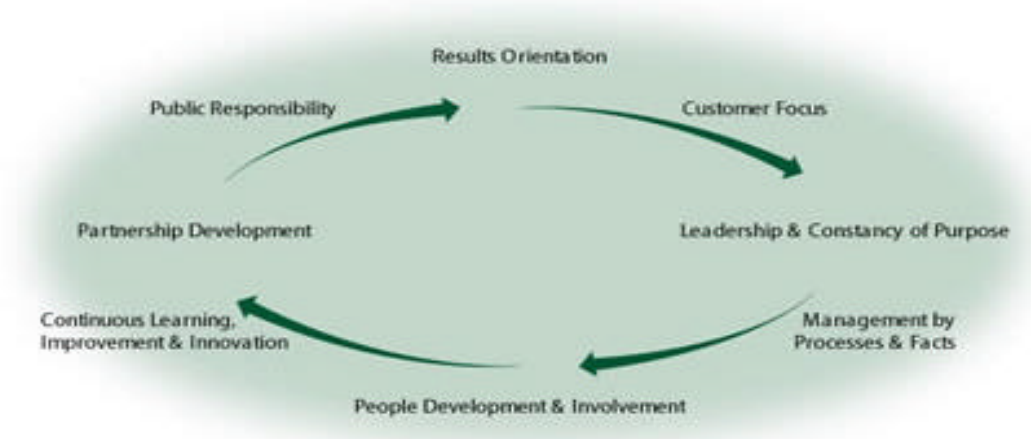 Results Orientation
Public Responsibility
Customer Focus
Partnership Development
Leadership & Constancy of Purpose
Continuous Learning,
Improvement & Innovation
Management by
Processes & Facts
People Development & Involvement